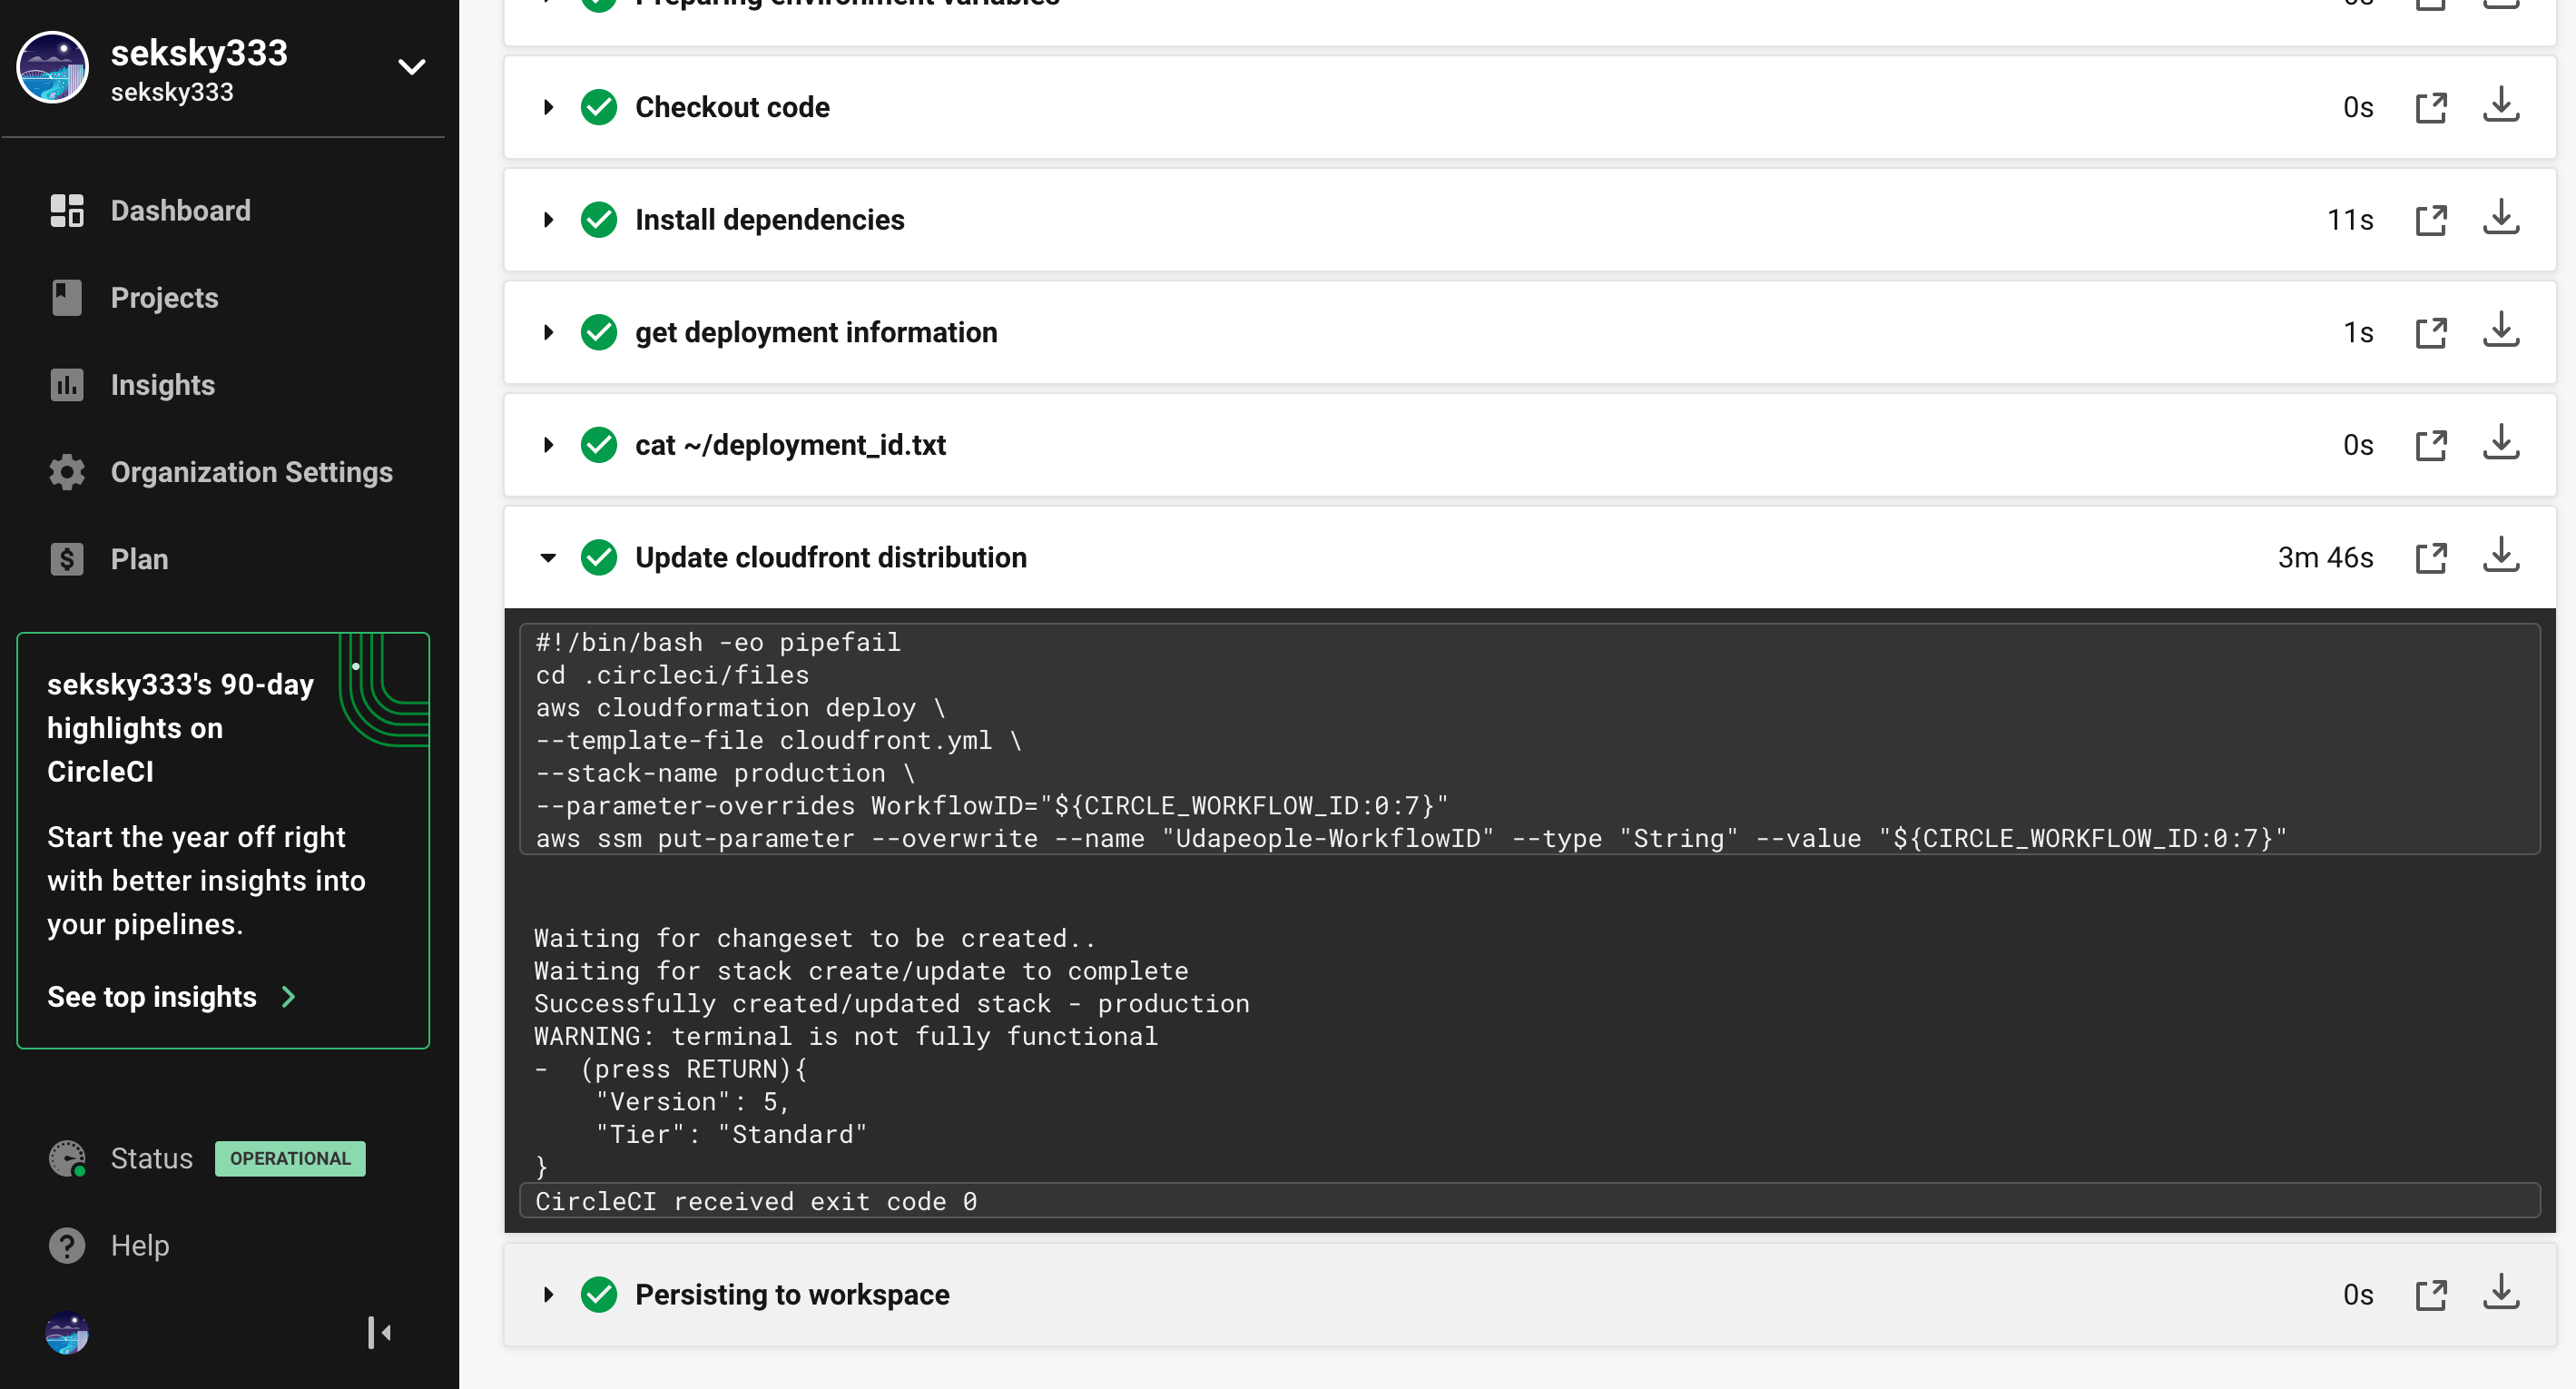 seksky333
seksky333
Dashboard
Projects
Insights
Organization Settings
Plan
seksky333's 90-day
highlights on
CircleCI
Start the year off right
with better insights into
your pipelines.
See top insights
Status OPERATIONAL
Help
Preparing environment variables 0s
Checkout code 0s
Install dependencies 11s
get deployment information 1s
cat ~/deployment_id.txt 0s
Update cloudfront distribution 3m 46s
#!/bin/bash -eo pipefail
cd .circleci/files
aws cloudformation deploy \
--template-file cloudfront.yml \
--stack-name production \
--parameter-overrides WorkflowID="${CIRCLE_WORKFLOW_ID:0:7}"
aws ssm put-parameter --overwrite --name "Udapeople-WorkflowID" --type "String" --value "${CIRCLE_WORKFLOW_ID:0:7}"
Waiting for changeset to be created..
Waiting for stack create/update to complete
Successfully created/updated stack - production
WARNING: terminal is not fully functional
-  (press RETURN){
    "Version": 5,
    "Tier": "Standard"
}
CircleCI received exit code 0
Persisting to workspace 0s